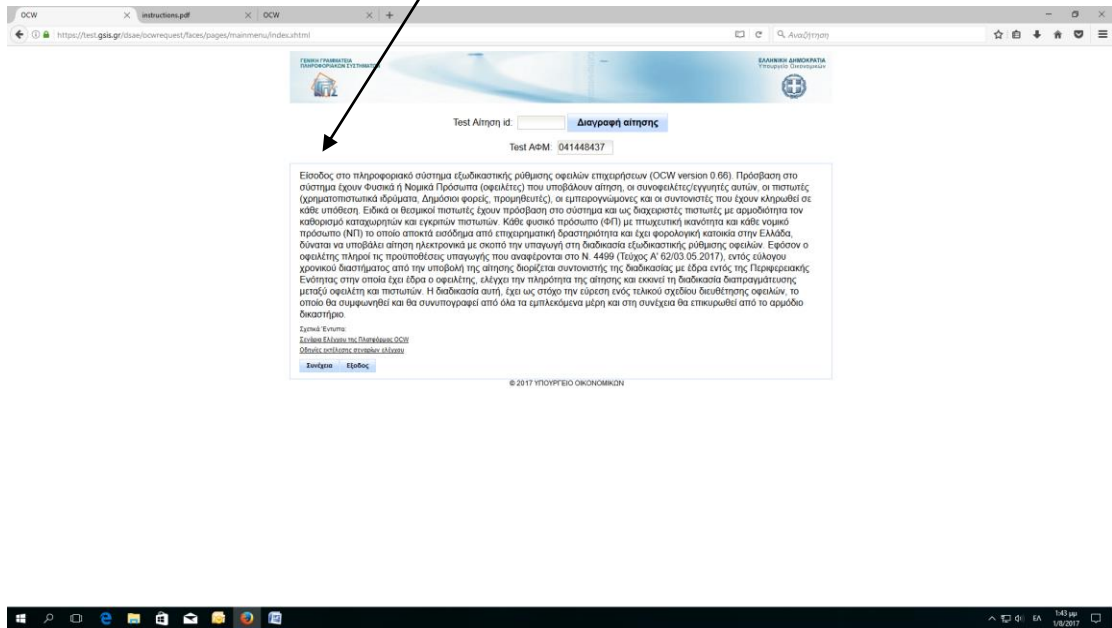 OCW
instructions.pdf
OCW
https://test.gsis.gr/dsae/ocwrequest/faces/pages/mainmenu/index.xhtml
Αναζήτηση
ΓΕΝΙΚΗ ΓΡΑΜΜΑΤΕΙΑ
ΠΛΗΡΟΦΟΡΙΑΚΩΝ ΣΥΣΤΗΜΑΤΩΝ
ΕΛΛΗΝΙΚΗ ΔΗΜΟΚΡΑΤΙΑ
Υπουργείο Οικονομικών
Test Αίτηση id:
Διαγραφή αίτησης
Test ΑΦΜ: 041448437
Είσοδος στο πληροφοριακό σύστημα εξωδικαστικής ρύθμισης οφειλών επιχειρήσεων (OCW version 0.66). Πρόσβαση στο
σύστημα έχουν Φυσικά ή Νομικά Πρόσωπα (οφειλέτες) που υποβάλουν αίτηση, οι συνοφειλέτες/εγγυητές αυτών, οι πιστωτές
(χρηματοπιστωτικά ιδρύματα, Δημόσιοι φορείς, προμηθευτές), οι εμπειρογνώμονες και οι συντονιστές που έχουν κληρωθεί σε
κάθε υπόθεση. Ειδικά οι θεσμικοί πιστωτές έχουν πρόσβαση στο σύστημα και ως διαχειριστές πιστωτές με αρμοδιότητα τον
καθορισμό καταχωρητών και εγκριτών πιστωτών. Κάθε φυσικό πρόσωπο (ΦΠ) με πτωχευτική ικανότητα και κάθε νομικό
πρόσωπο (ΝΠ) το οποίο αποκτά εισόδημα από επιχειρηματική δραστηριότητα και έχει φορολογική κατοικία στην Ελλάδα,
δύναται να υποβάλει αίτηση ηλεκτρονικά με σκοπό την υπαγωγή στη διαδικασία εξωδικαστικής ρύθμισης οφειλών. Εφόσον ο
οφειλέτης πληροί τις προϋποθέσεις υπαγωγής που αναφέρονται στο Ν. 4499 (Τεύχος Α' 62/03.05.2017), εντός εύλογου
χρονικού διαστήματος από την υποβολή της αίτησης διορίζεται συντονιστής της διαδικασίας με έδρα εντός της Περιφερειακής
Ενότητας στην οποία έχει έδρα ο οφειλέτης, ελέγχει την πληρότητα της αίτησης και εκκινεί τη διαδικασία διαπραγμάτευσης
μεταξύ οφειλέτη και πιστωτών. Η διαδικασία αυτή, έχει ως στόχο την εύρεση ενός τελικού σχεδίου διευθέτησης οφειλών, το
οποίο θα συμφωνηθεί και θα συνυπογραφεί από όλα τα εμπλεκόμενα μέρη και στη συνέχεια θα επικυρωθεί από το αρμόδιο
δικαστήριο.
Σχετικά Έντυπα:
Σενάρια Ελέγχου της Πλατφόρμας OCW
Οδηγίες εκτέλεσης σεναρίων ελέγχου
Συνέχεια Εξοδος
© 2017 ΥΠΟΥΡΓΕΙΟ ΟΙΚΟΝΟΜΙΚΩΝ
ΕΛ
1:43 μμ
1/8/2017